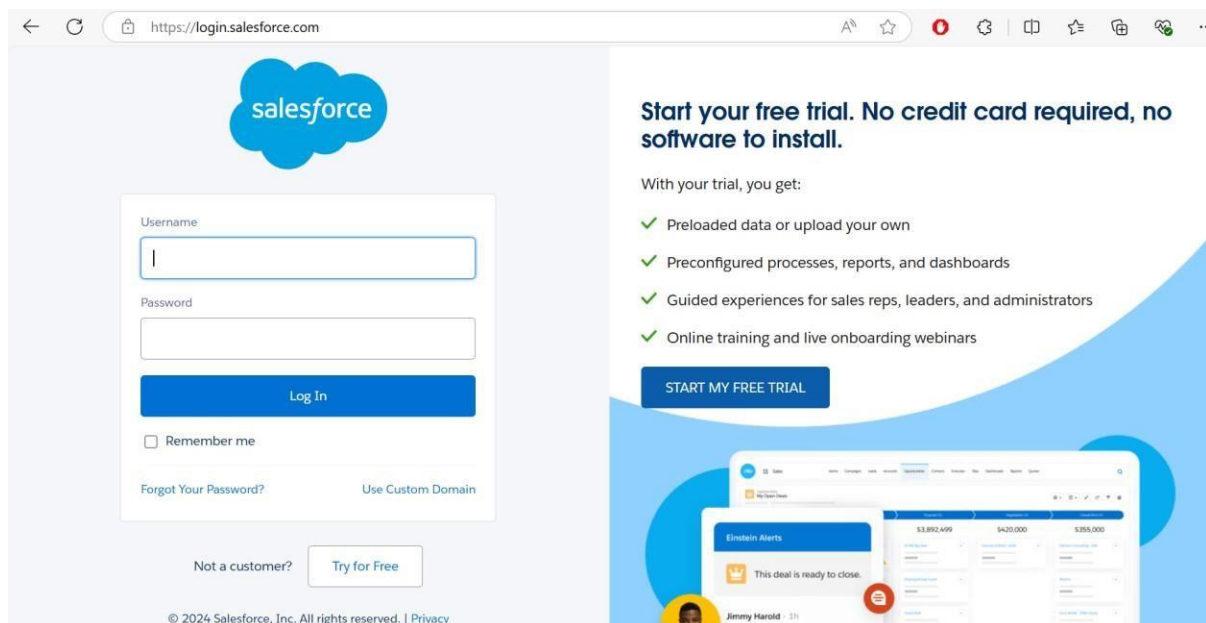 https://login.salesforce.com
salesforce
Username
Password
Log In
Remember me
Forgot Your Password?
Use Custom Domain
Not a customer?
Try for Free
© 2024 Salesforce, Inc. All rights reserved. | Privacy
Start your free trial. No credit card required, no
software to install.
With your trial, you get:
Preloaded data or upload your own
Preconfigured processes, reports, and dashboards
Guided experiences for sales reps, leaders, and administrators
Online training and live onboarding webinars
START MY FREE TRIAL
Sales
My Open Deals
$3,892,499
$420,000
$355,000
Einstein Alerts
This deal is ready to close.
Jimmy Harold · 1h